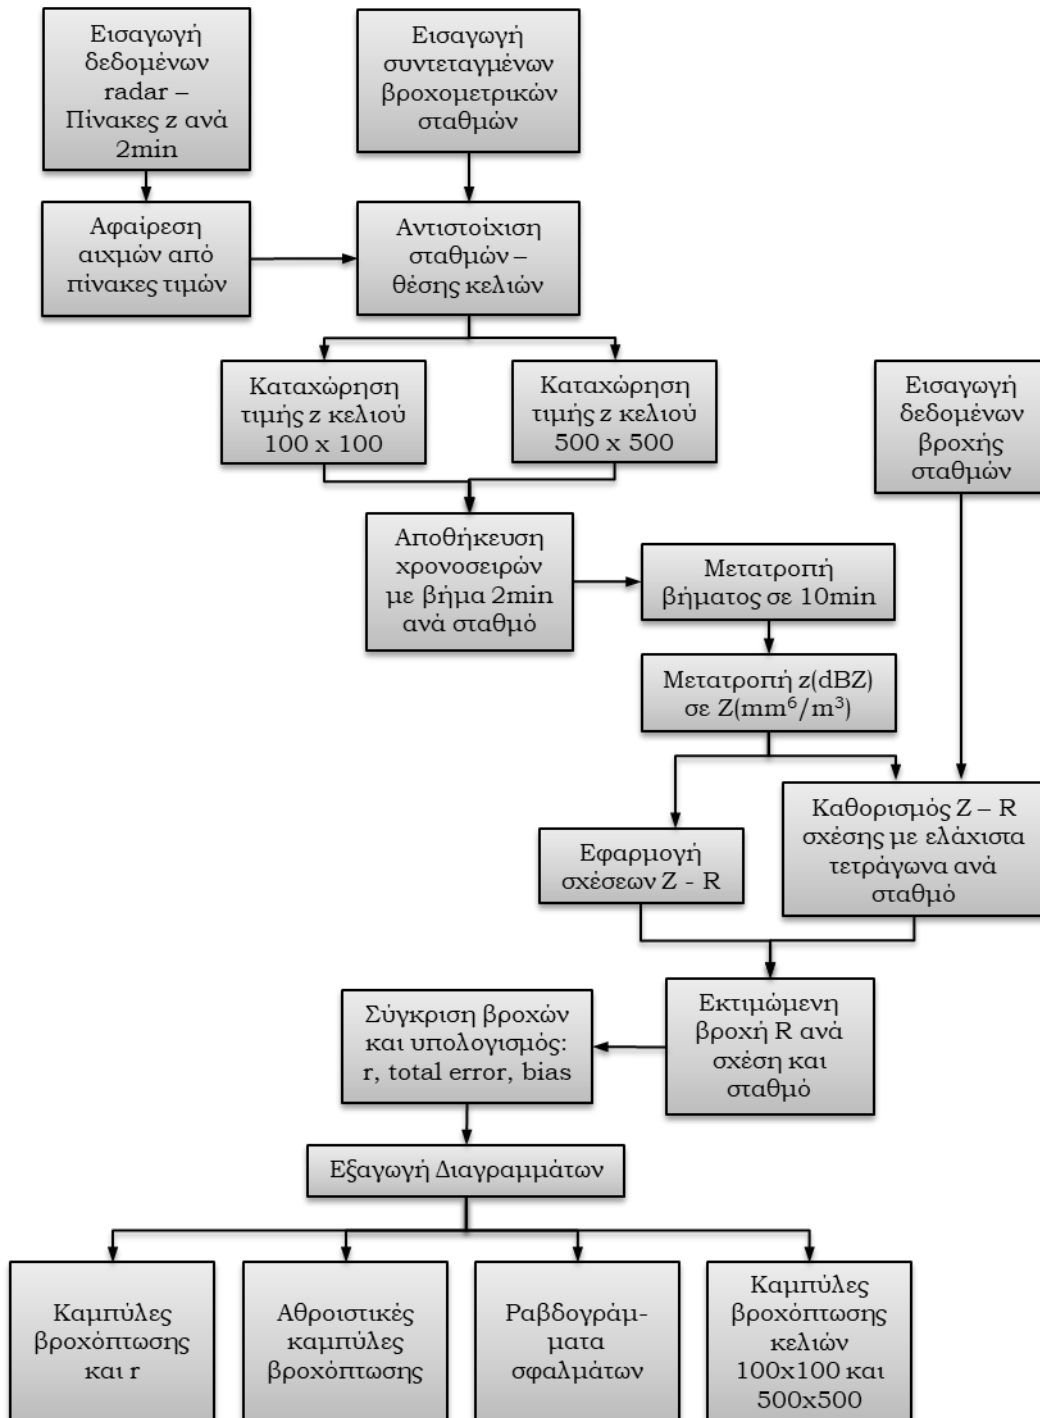 Εισαγωγή
δεδομένων
radar –
Πίνακες z ανά
2min
Εισαγωγή
συντεταγμένων
βροχομετρικών
σταθμών
Αφαίρεση
αιχμών από
πίνακες τιμών
Αντιστοίχιση
σταθμών –
θέσης κελιών
Καταχώρηση
τιμής z κελιού
100 x 100
Καταχώρηση
τιμής z κελιού
500 x 500
Εισαγωγή
δεδομένων
βροχής
σταθμών
Αποθήκευση
χρονοσειρών
με βήμα 2min
ανά σταθμό
Μετατροπή
βήματος σε 10min
Μετατροπή z(dBZ)
σε Z(mm⁶/m³)
Εφαρμογή
σχέσεων Z - R
Καθορισμός Z – R
σχέσης με ελάχιστα
τετράγωνα ανά
σταθμό
Εκτιμώμενη
βροχή R ανά
σχέση και
σταθμό
Σύγκριση βροχών
και υπολογισμός:
r, total error, bias
Εξαγωγή Διαγραμμάτων
Καμπύλες
βροχόπτωσης
και r
Αθροιστικές
καμπύλες
βροχόπτωσης
Ραβδογράμ-
ματα
σφαλμάτων
Καμπύλες
βροχόπτωσης
κελιών
100x100 και
500x500